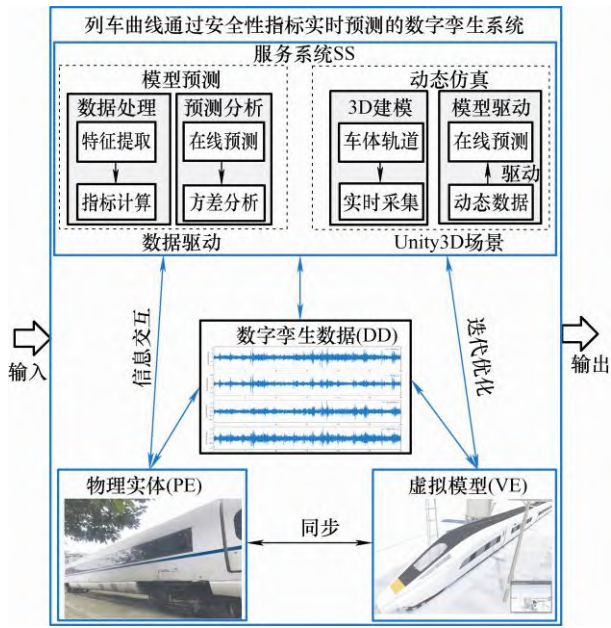 列车曲线通过安全性指标实时预测的数字孪生系统
服务系统SS
模型预测
动态仿真
数据处理
预测分析
3D建模
模型驱动
特征提取
在线预测
车体轨道
在线预测
驱动
指标计算
方差分析
实时采集
动态数据
数据驱动
Unity3D场景
信息交互
迭代优化
输入
输出
数字孪生数据(DD)
物理实体(PE)
虚拟模型(VE)
同步